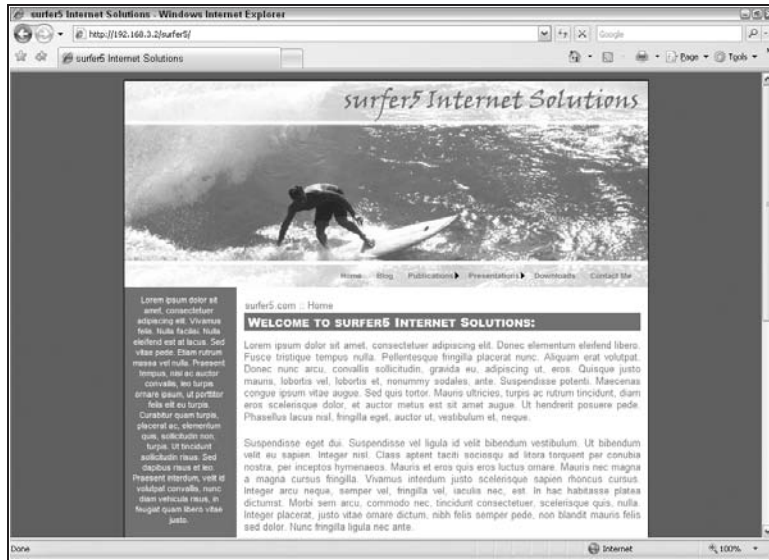 surfer5 Internet Solutions - Windows Internet Explorer
http://192.168.3.2/surfer5/
Google
surfer5 Internet Solutions
Page
Tools
surfer5 Internet Solutions
Home Blog Publications Presentations Downloads Contact Me
Lorem ipsum dolor sit
amet, consectetuer
adipiscing elit. Vivamus
felis. Nulla facilisi. Nulla
eleifend est at lacus. Sed
vitae pede. Etiam rutrum
massa vel nulla. Praesent
tempus, nisl ac auctor
convallis, leo turpis
ornare ipsum, ut porttitor
felis elit eu turpis.
Curabitur quam turpis,
placerat ac, elementum
quis, sollicitudin non,
turpis. Ut tincidunt
sollicitudin risus. Sed
dapibus risus et leo.
Praesent interdum, velit id
volutpat convallis, nunc
diam vehicula risus, in
feugiat quam libero vitae
justo.
surfer5.com :: Home
Welcome to surfer5 Internet Solutions:
Lorem ipsum dolor sit amet, consectetuer adipiscing elit. Donec elementum eleifend libero.
Fusce tristique tempus nulla. Pellentesque fringilla placerat nunc. Aliquam erat volutpat.
Donec nunc arcu, convallis sollicitudin, gravida eu, adipiscing ut, eros. Quisque justo
mauris, lobortis vel, lobortis et, nonummy sodales, ante. Suspendisse potenti. Maecenas
congue ipsum vitae augue. Sed quis tortor. Mauris ultricies, turpis ac rutrum tincidunt, diam
eros scelerisque dolor, et auctor metus est sit amet augue. Ut hendrerit posuere pede.
Phasellus lacus nisl, fringilla eget, auctor ut, vestibulum et, neque.
Suspendisse eget dui. Suspendisse vel ligula id velit bibendum vestibulum. Ut bibendum
velit eu sapien. Integer nisl. Class aptent taciti sociosqu ad litora torquent per conubia
nostra, per inceptos hymenaeos. Mauris et eros quis eros luctus ornare. Mauris nec magna
a magna cursus fringilla. Vivamus interdum justo scelerisque sapien rhoncus cursus.
Integer arcu neque, semper vel, fringilla vel, iaculis nec, est. In hac habitasse platea
dictumst. Morbi sem arcu, commodo nec, tincidunt consectetuer, scelerisque quis, nulla.
Integer placerat, justo vitae ornare dictum, nibh felis semper pede, non blandit mauris felis
sed dolor. Nunc fringilla ligula nec ante.
Done
Internet
100%